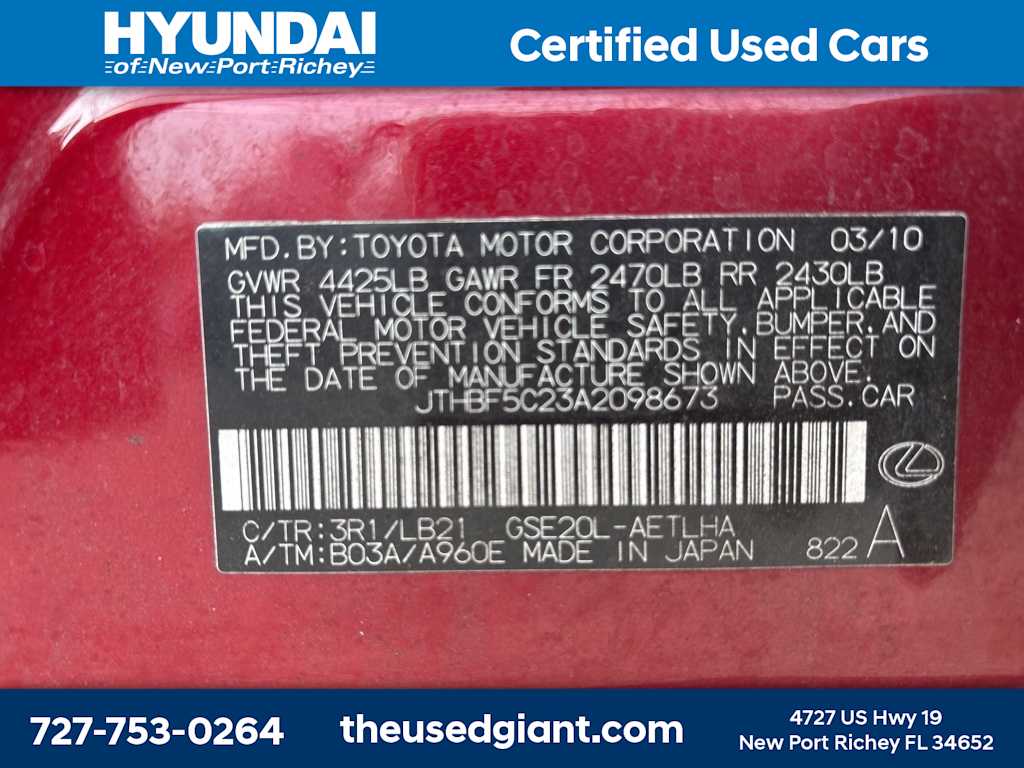 HYUNDAI
of New Port Richey
Certified Used Cars
MFD. BY: TOYOTA MOTOR CORPORATION 03/10
GVWR 4425LB GAWR FR 2470LB RR 2430LB
THIS VEHICLE CONFORMS TO ALL APPLICABLE
FEDERAL MOTOR VEHICLE SAFETY, BUMPER, AND
THEFT PREVENTION STANDARDS IN EFFECT ON
THE DATE OF MANUFACTURE SHOWN ABOVE.
JTHBF5C23A2098673 PASS. CAR
C/TR: 3R1/LB21 GSE20L-AETLHA
A/TM: B03A/A960E MADE IN JAPAN 822 A
727-753-0264
theusedgiant.com
4727 US Hwy 19
New Port Richey FL 34652